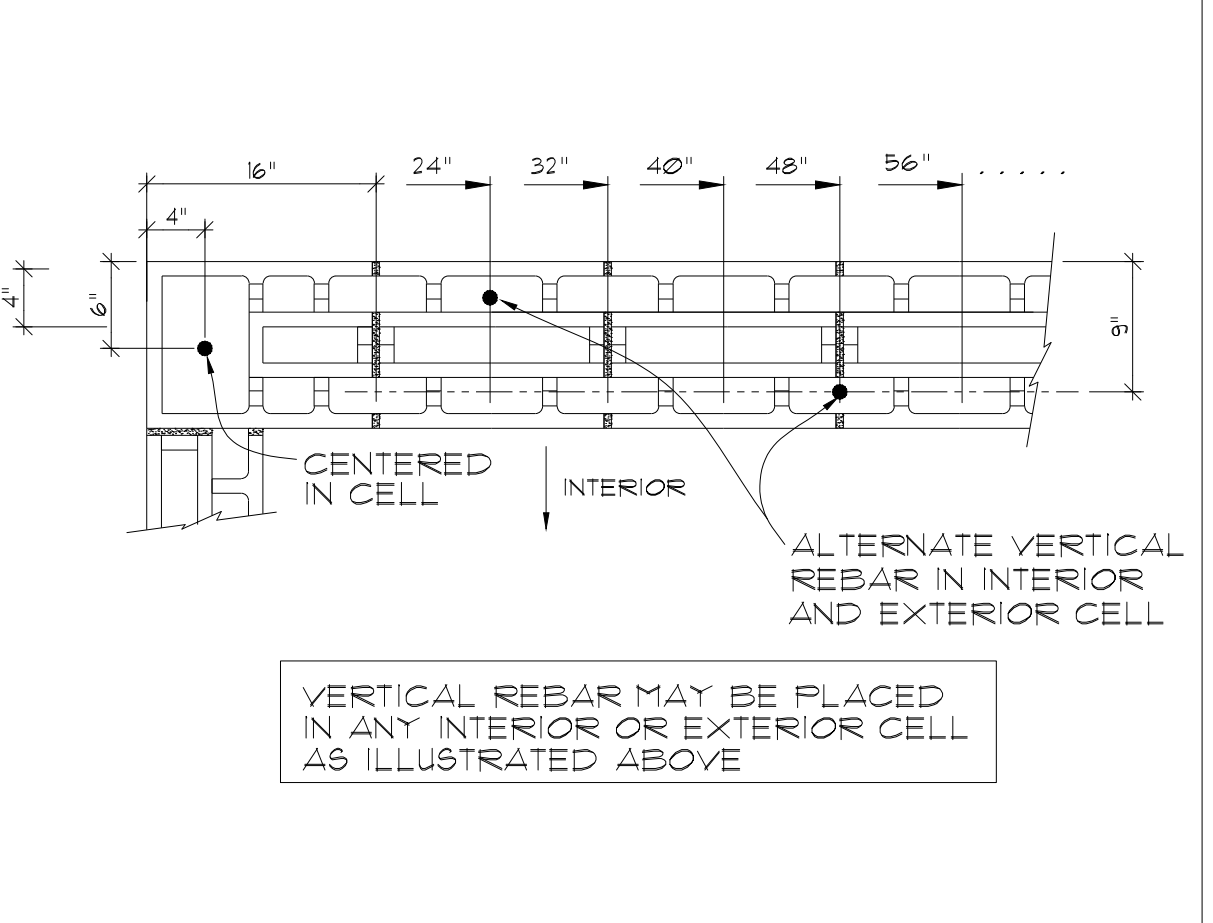 16" 24" 32" 40" 48" 56" . . . . .
4"
4" 6" 9"
CENTERED
IN CELL
INTERIOR
ALTERNATE VERTICAL
REBAR IN INTERIOR
AND EXTERIOR CELL
VERTICAL REBAR MAY BE PLACED
IN ANY INTERIOR OR EXTERIOR CELL
AS ILLUSTRATED ABOVE